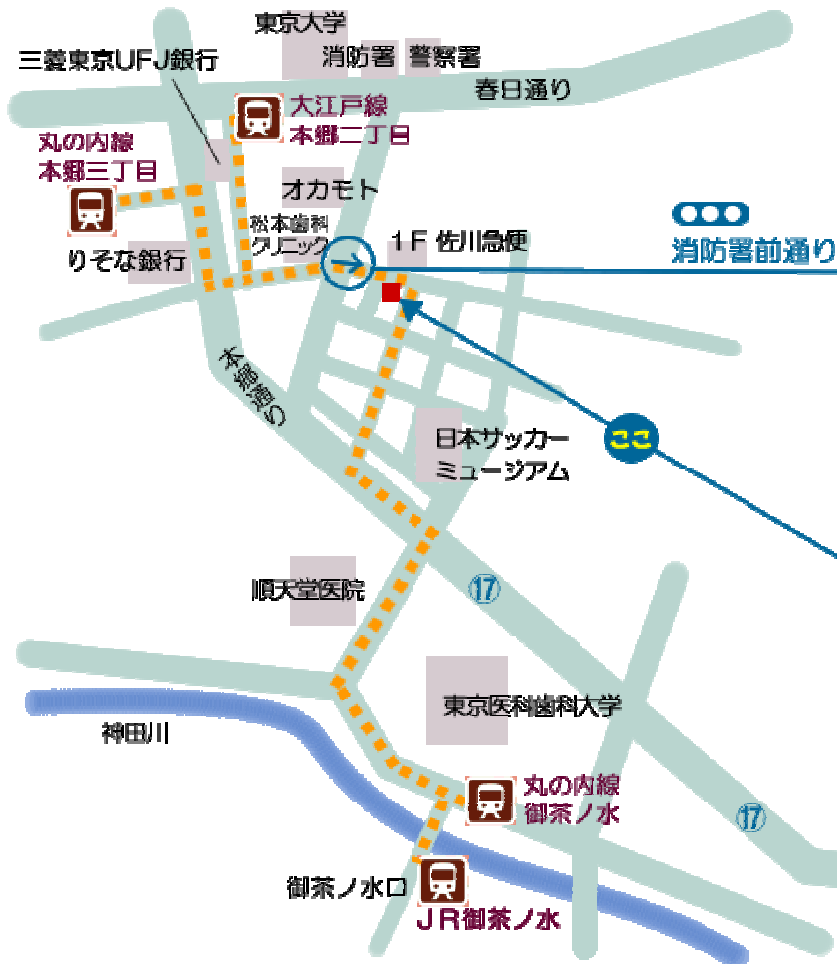 東京大学
三菱東京UFJ銀行
消防署
警察署
春日通り
大江戸線
本郷三丁目
丸の内線
本郷三丁目
オカモト
松本歯科
クリニック
1F 佐川急便
消防署前通り
りそな銀行
本郷通り
ここ
日本サッカー
ミュージアム
順天堂医院
⑰
東京医科歯科大学
神田川
丸の内線
御茶ノ水
⑰
御茶ノ水口
JR御茶ノ水